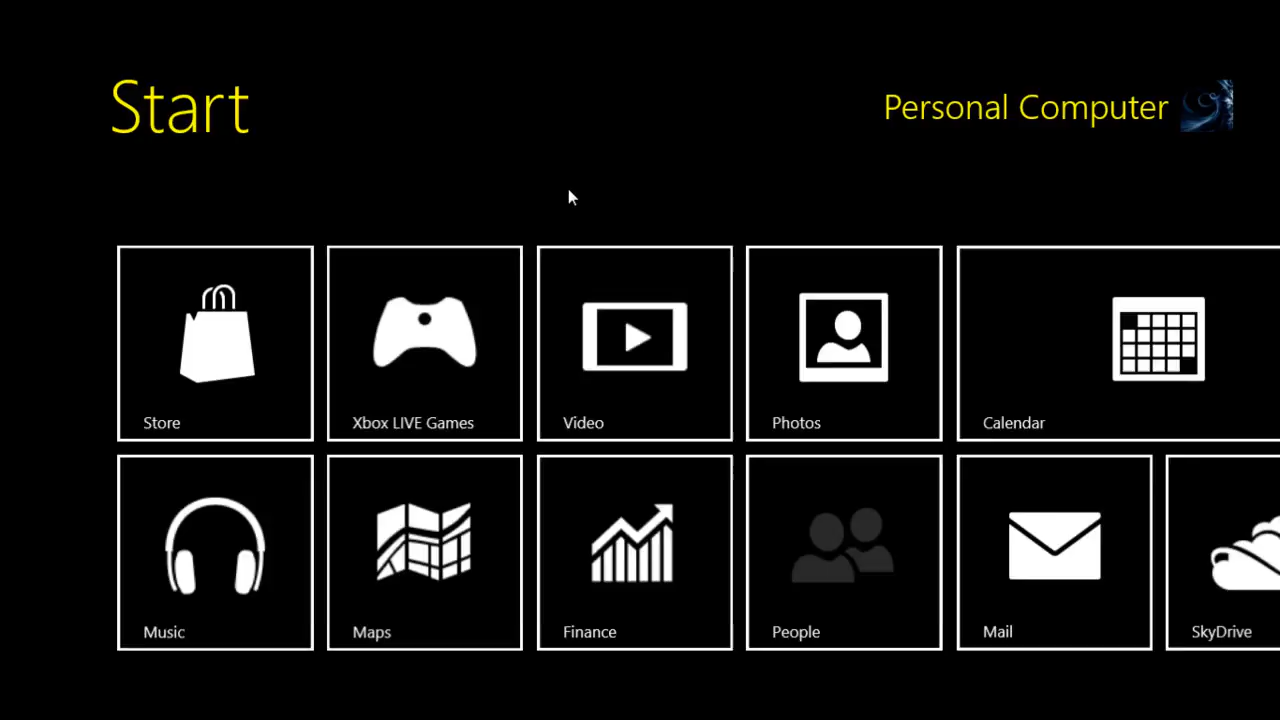 Start
Personal Computer
Store
Xbox LIVE Games
Video
Photos
Calendar
Music
Maps
Finance
People
Mail
SkyDrive